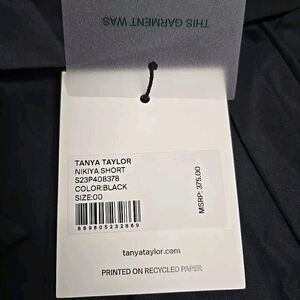 THIS GARMENT WAS
TANYA TAYLOR
NIKIYA SHORT
S23P408378
COLOR:BLACK
SIZE:00
MSRP: 375.00
889805232869
tanyataylor.com
PRINTED ON RECYCLED PAPER